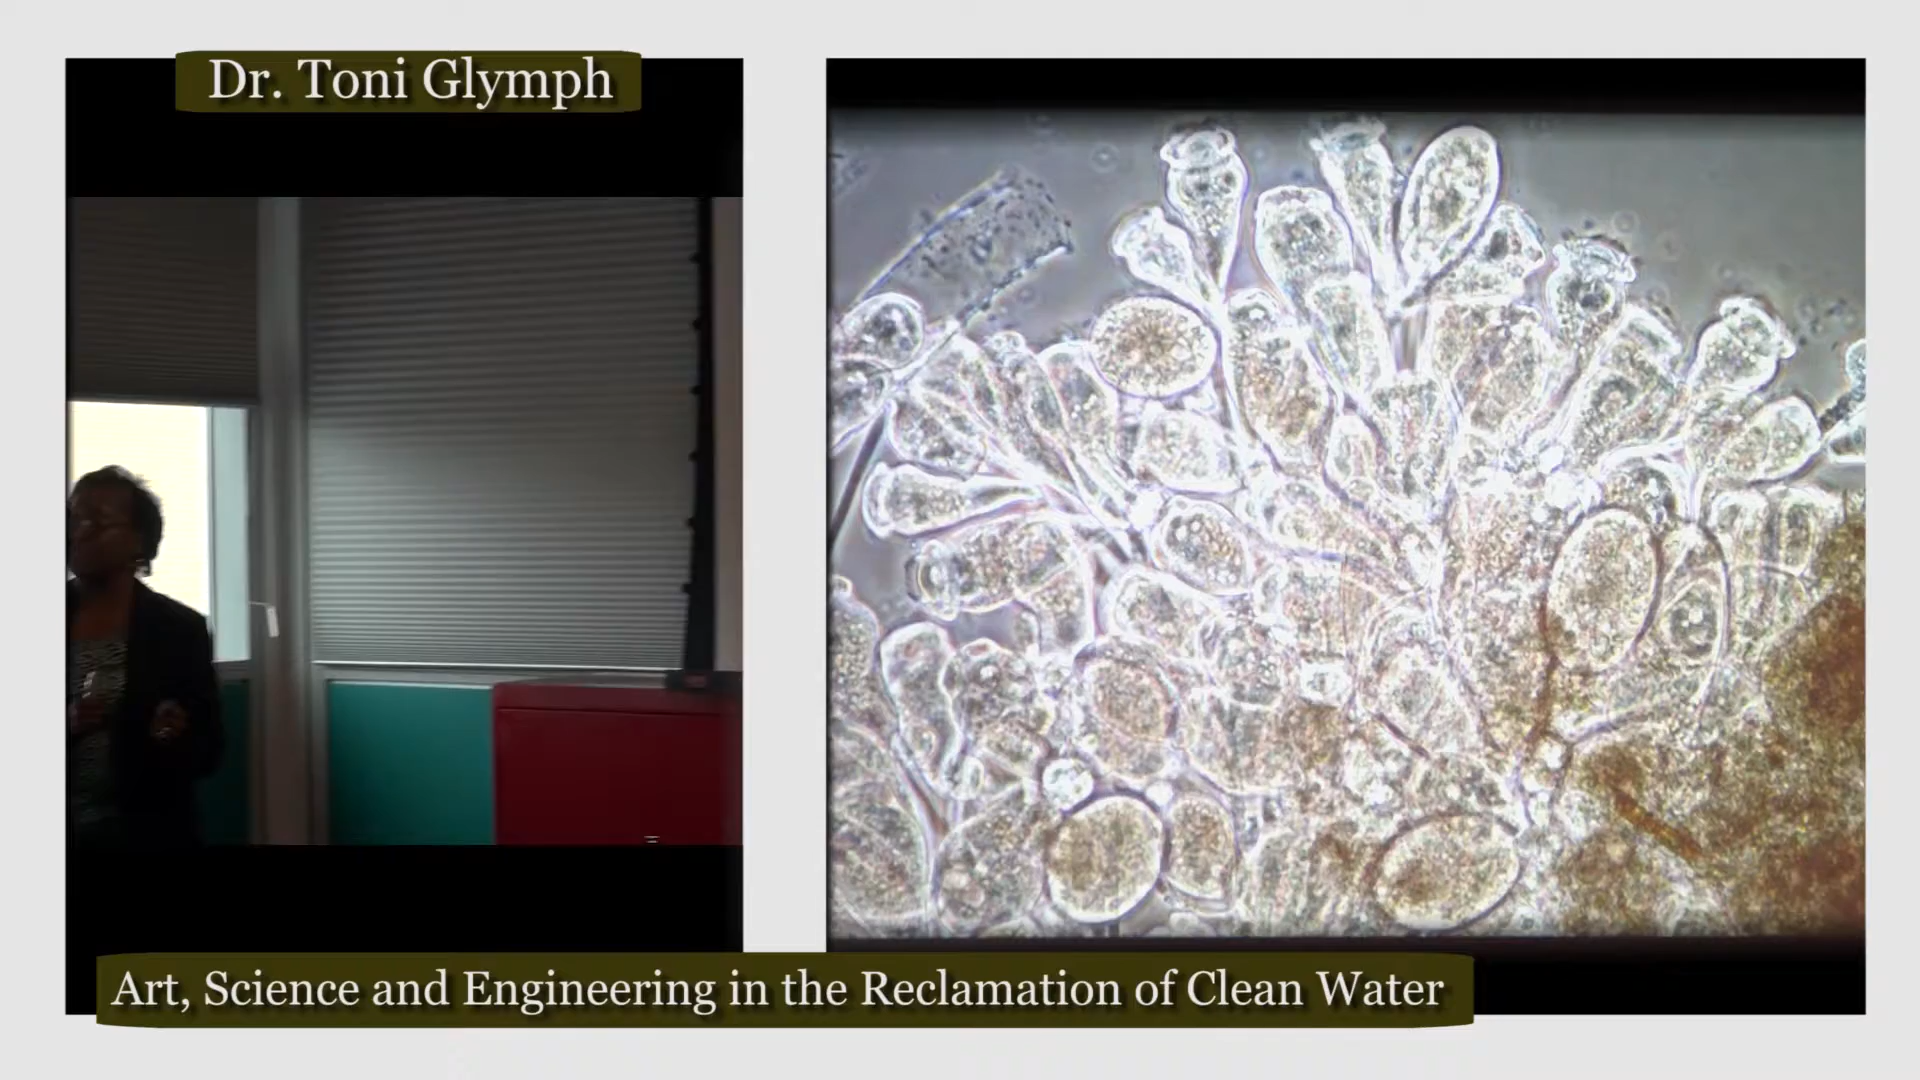 Dr. Toni Glymph
Art, Science and Engineering in the Reclamation of Clean Water